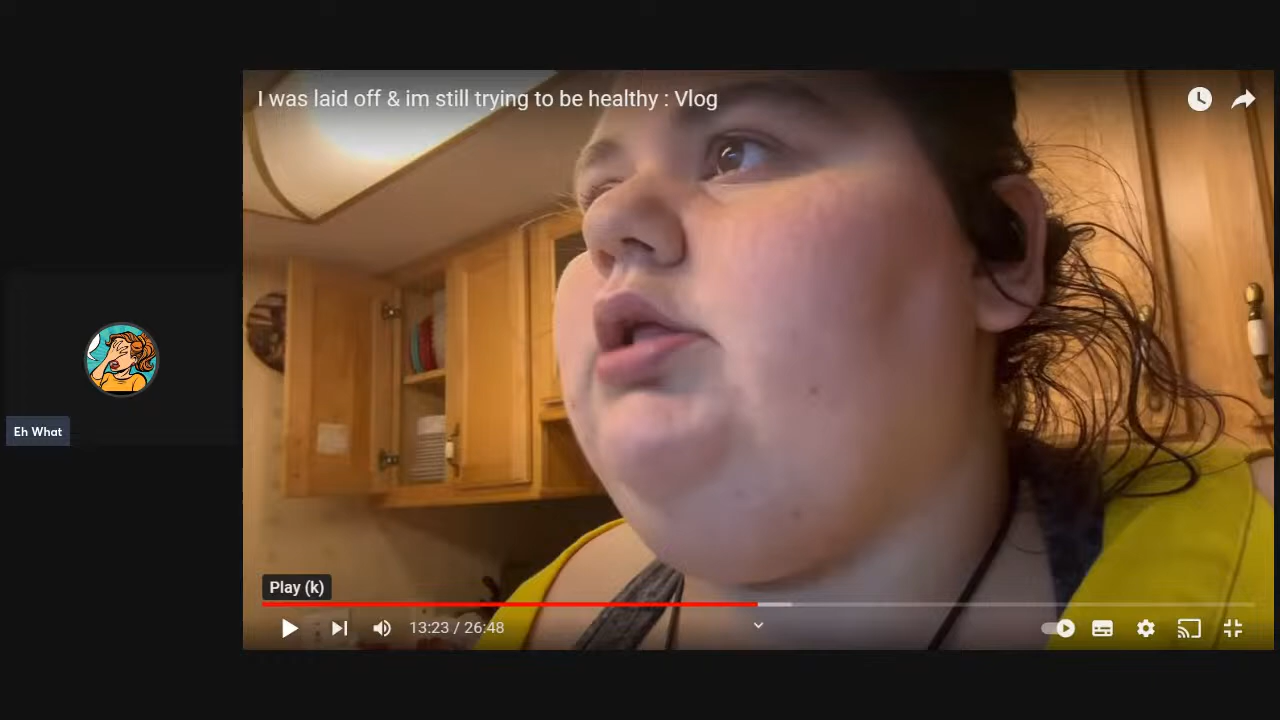 I was laid off & im still trying to be healthy : Vlog
Eh What
Play (k)
13:23 / 26:48